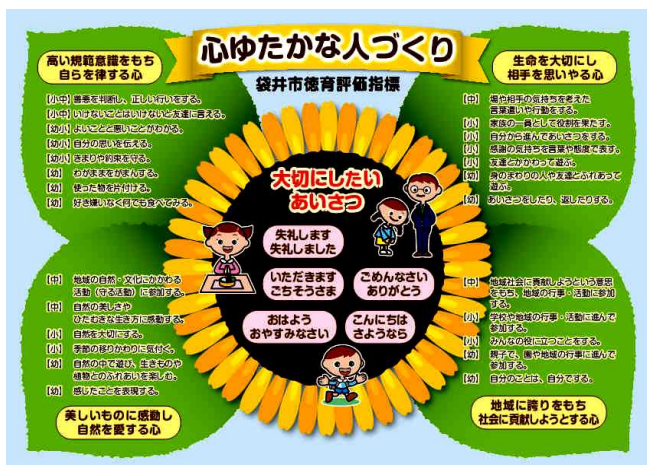 心ゆたかな人づくり
袋井市徳育評価指標
高い規範意識をもち
自らを律する心
[小中] 善悪を判断し、正しい行いをする。
[小中] いけないことはいけないと友達に言える。
[幼小] よいことと悪いことがわかる。
[幼小] 自分の思いを伝える。
[幼小] きまりや約束を守る。
[幼] わがままをがまんする。
[幼] 使った物を片付ける。
[幼] 好き嫌いなく何でも食べてみる。
生命を大切にし
相手を思いやる心
[中] 場や相手の気持ちを考えた
言葉遣いや行動をする。
[小] 家族の一員として役割を果たす。
[小] 自分から進んであいさつをする。
[小] 感謝の気持ちを言葉や態度で表す。
[小] 友達とかかわって遊ぶ。
[幼] 身のまわりの人や友達とふれあって
遊ぶ。
[幼] あいさつをしたり、返したりする。
大切にしたい
あいさつ
失礼します
失礼しました
いただきます
ごちそうさま
ごめんなさい
ありがとう
おはよう
おやすみなさい
こんにちは
さようなら
[中] 地域の自然・文化にかかわる
活動(守る活動)に参加する。
[中] 自然の美しさや
ひたむきな生き方に感動する。
[小] 自然を大切にする。
[小] 季節の移りかわりに気付く。
[幼] 自然の中で遊び、生きものや
植物とのふれあいを楽しむ。
[幼] 感じたことを表現する。
美しいものに感動し
自然を愛する心
[中] 地域社会に貢献しようという意思
をもち、地域の行事・活動に参加
する。
[小] 学校や地域の行事・活動に進んで
参加する。
[小] みんなの役に立つことをする。
[幼] 親子で、園や地域の行事に進んで
参加する。
[幼] 自分のことは、自分でする。
地域に誇りをもち
社会に貢献しようとする心